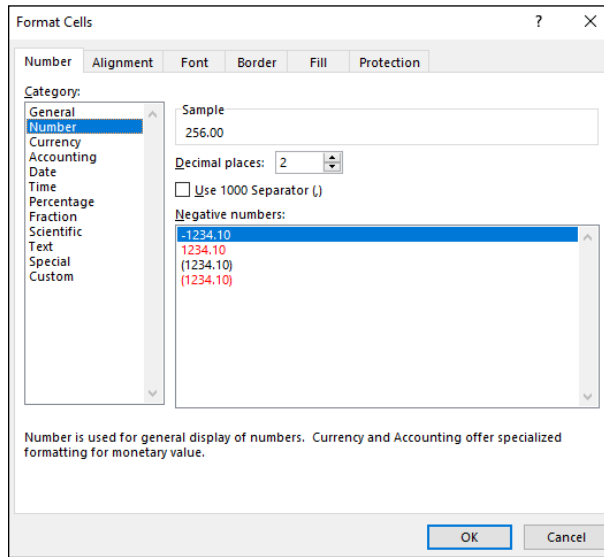 Format Cells ? X
Number Alignment Font Border Fill Protection
Category:
General
Number
Currency
Accounting
Date
Time
Percentage
Fraction
Scientific
Text
Special
Custom
Sample
256.00
Decimal places: 2
Use 1000 Separator (,)
Negative numbers:
-1234.10
1234.10
(1234.10)
(1234.10)
Number is used for general display of numbers. Currency and Accounting offer specialized
formatting for monetary value.
OK Cancel